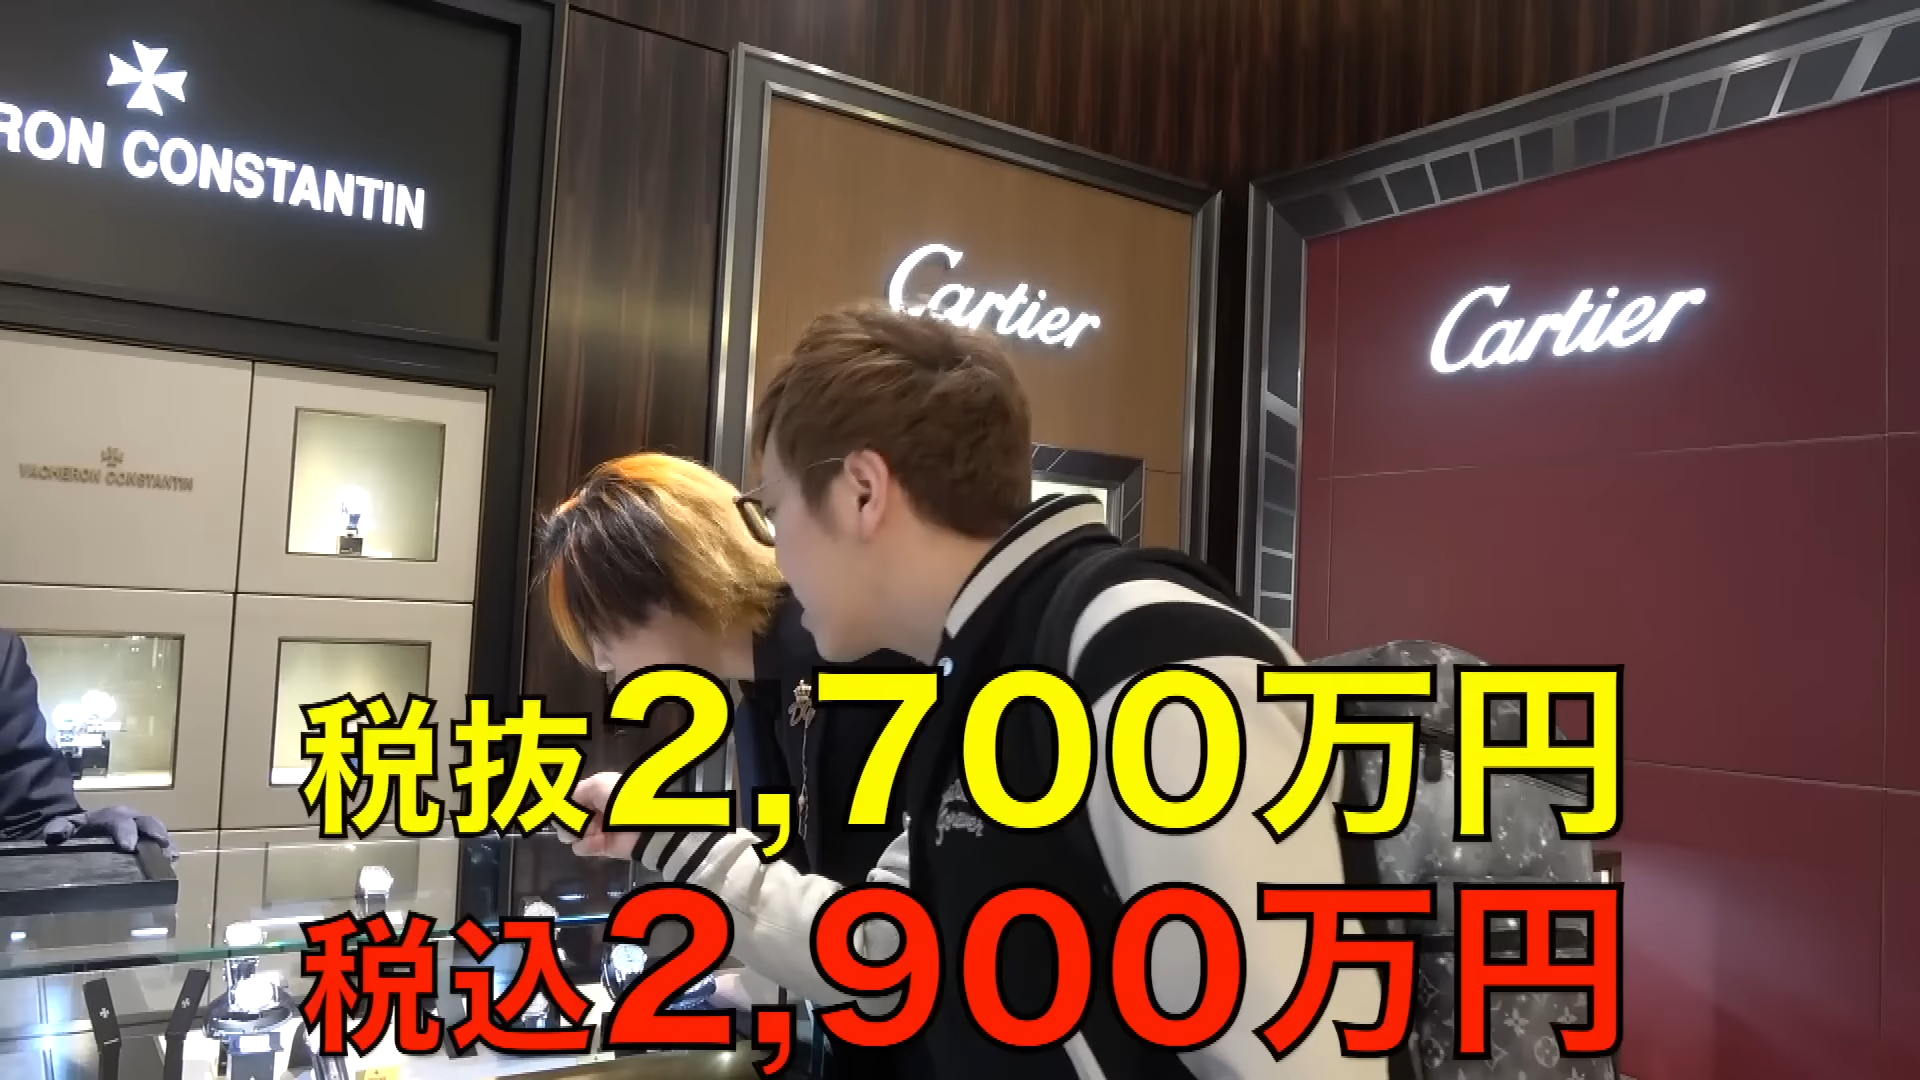 RON CONSTANTIN
Cartier
Cartier
VACHERON CONSTANTIN
税抜2,700万円
税込2,900万円